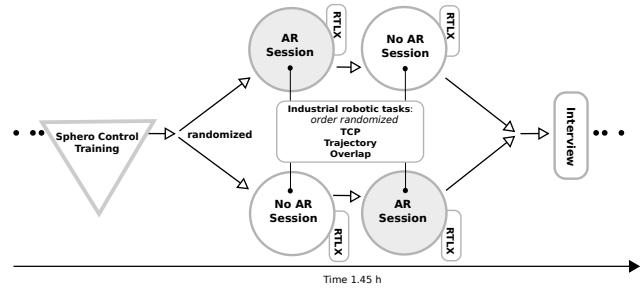 AR
Session
RTLX
No AR
Session
RTLX
Sphero Control
Training
randomized
Industrial robotic tasks:
order randomized
TCP
Trajectory
Overlap
Interview
No AR
Session
RTLX
AR
Session
RTLX
Time 1.45 h